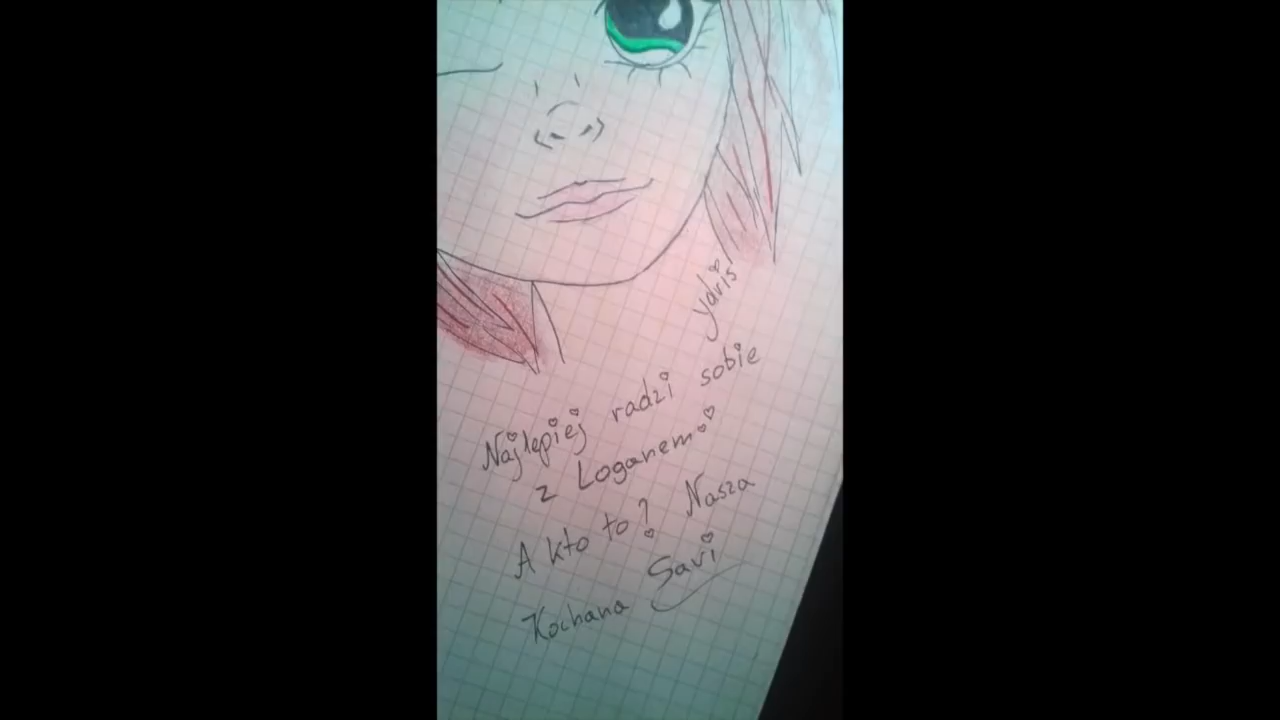 ydris
Najlepiej radzi sobie
z Loganem
A kto to? Nasza
Kochana Savi